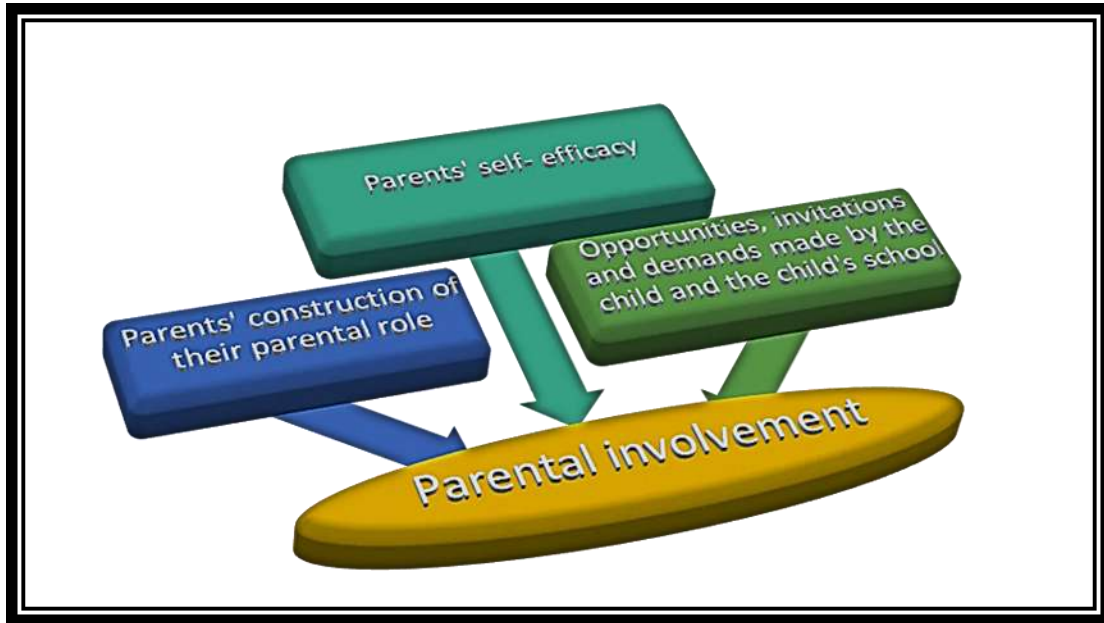 Parents' self- efficacy
Opportunities, invitations
and demands made by the
child and the child's school
Parents' construction of
their parental role
Parental involvement